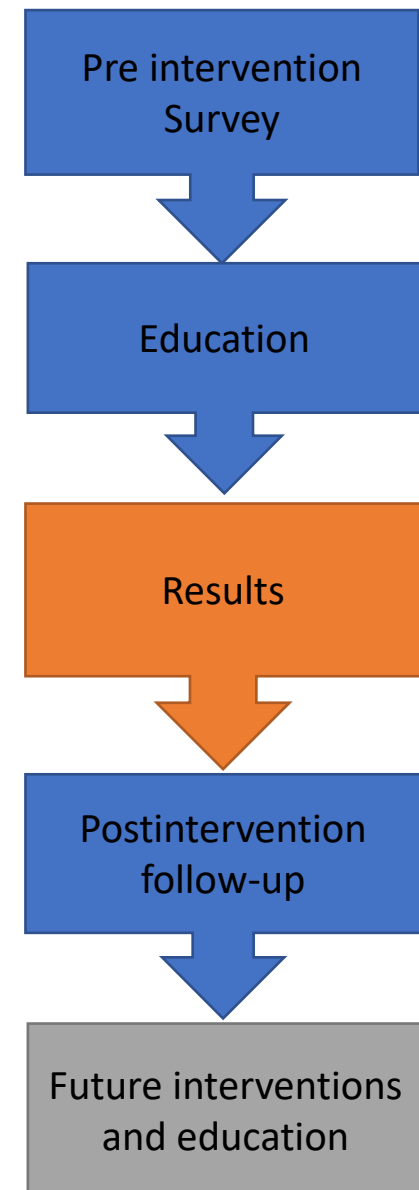 Pre intervention
Survey
Education
Results
Postintervention
follow-up
Future interventions
and education